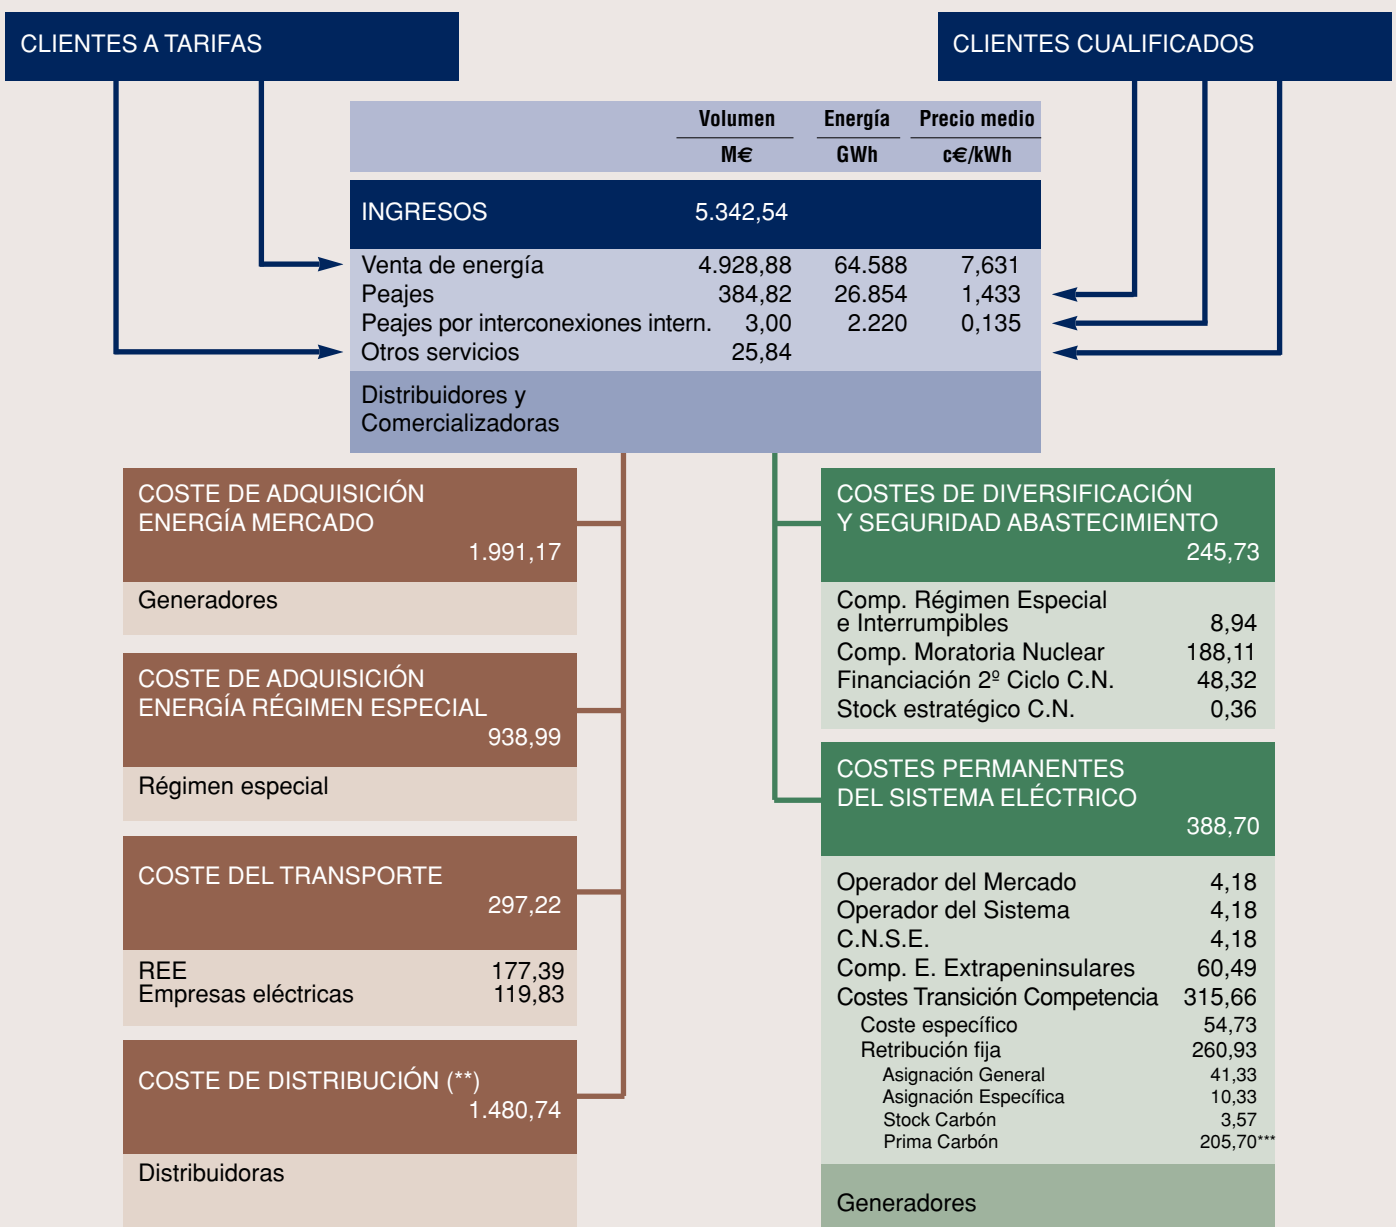 CLIENTES A TARIFAS
CLIENTES CUALIFICADOS
Volumen Energía Precio medio
M€ GWh c€/kWh
INGRESOS 5.342,54
Venta de energía 4.928,88 64.588 7,631
Peajes 384,82 26.854 1,433
Peajes por interconexiones intern. 3,00 2.220 0,135
Otros servicios 25,84
Distribuidores y
Comercializadoras
COSTE DE ADQUISICIÓN
ENERGÍA MERCADO
1.991,17
Generadores
COSTE DE ADQUISICIÓN
ENERGÍA RÉGIMEN ESPECIAL
938,99
Régimen especial
COSTE DEL TRANSPORTE
297,22
REE 177,39
Empresas eléctricas 119,83
COSTE DE DISTRIBUCIÓN (**)
1.480,74
Distribuidoras
COSTES DE DIVERSIFICACIÓN
Y SEGURIDAD ABASTECIMIENTO
245,73
Comp. Régimen Especial
e Interrumpibles 8,94
Comp. Moratoria Nuclear 188,11
Financiación 2º Ciclo C.N. 48,32
Stock estratégico C.N. 0,36
COSTES PERMANENTES
DEL SISTEMA ELÉCTRICO
388,70
Operador del Mercado 4,18
Operador del Sistema 4,18
C.N.S.E. 4,18
Comp. E. Extrapeninsulares 60,49
Costes Transición Competencia 315,66
Coste específico 54,73
Retribución fija 260,93
Asignación General 41,33
Asignación Específica 10,33
Stock Carbón 3,57
Prima Carbón 205,70***
Generadores